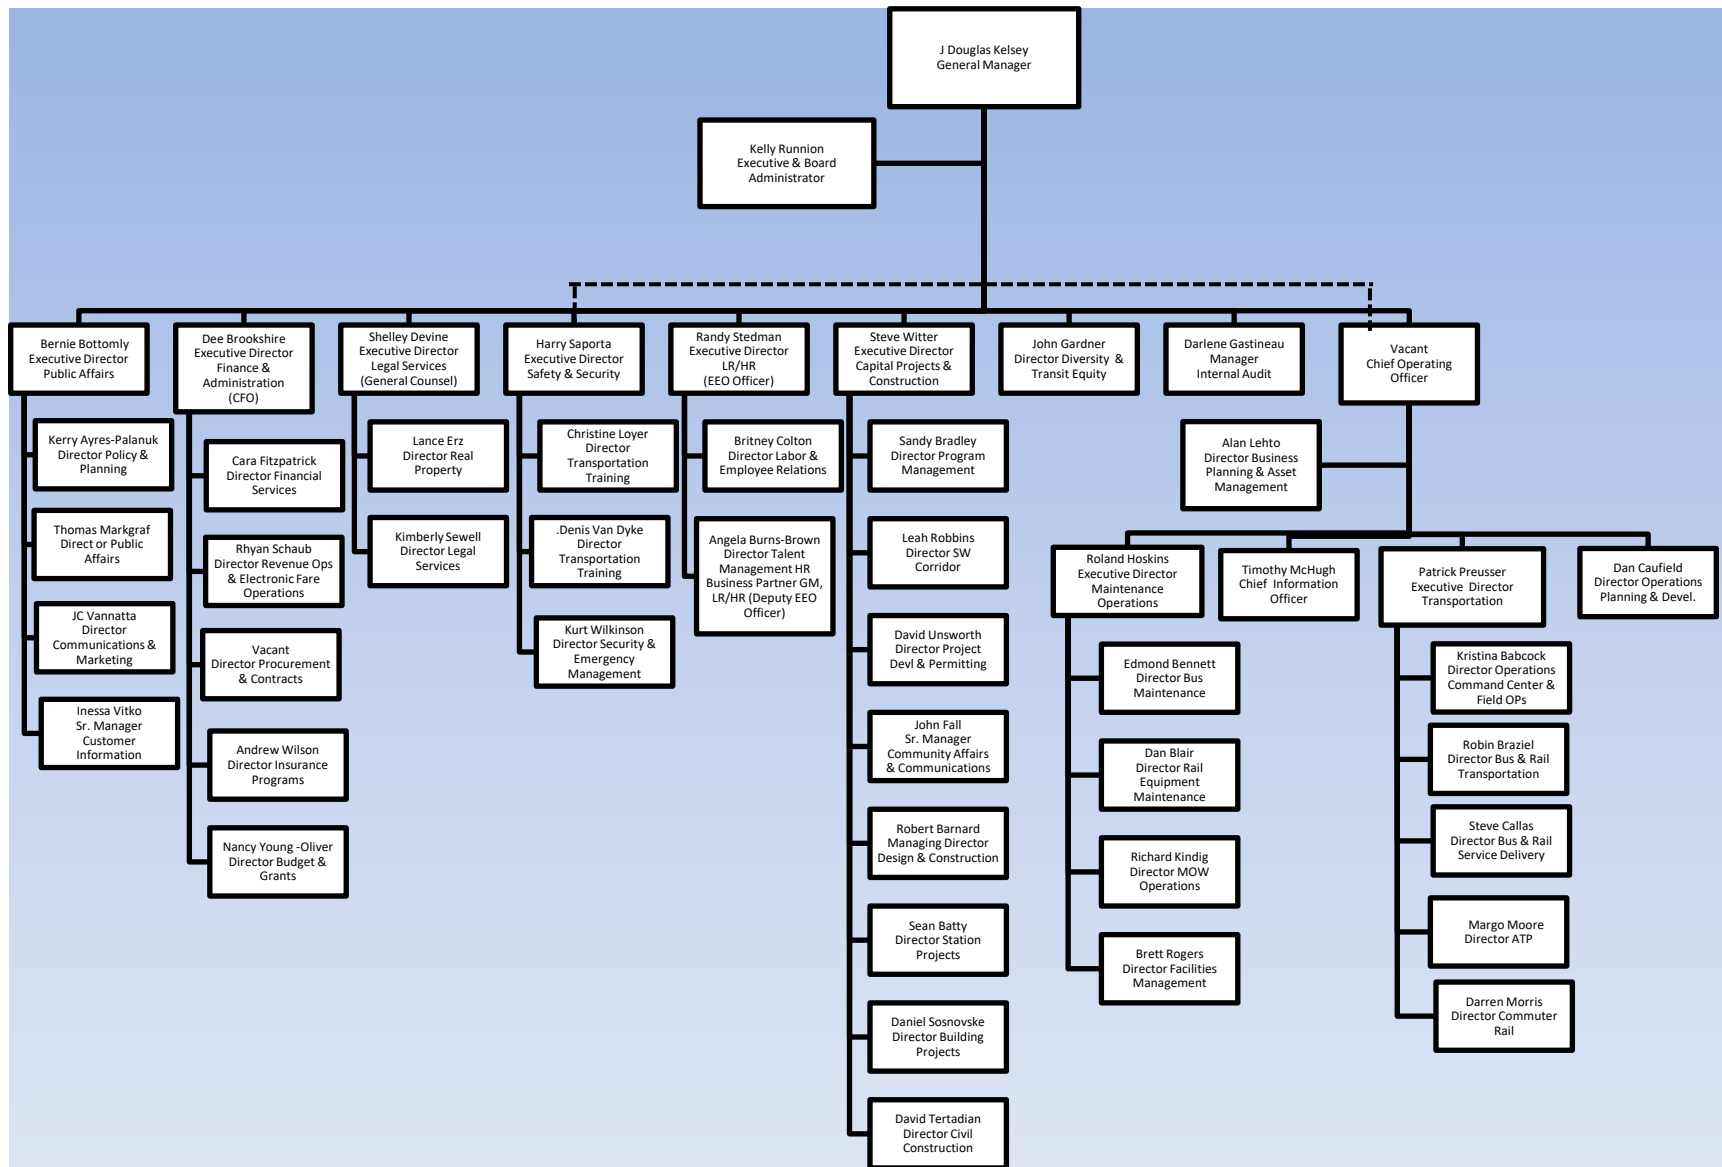 J Douglas Kelsey
General Manager
Kelly Runnion
Executive & Board
Administrator
Bernie Bottomly
Executive Director
Public Affairs
Dee Brookshire
Executive Director
Finance &
Administration
(CFO)
Shelley Devine
Executive Director
Legal Services
(General Counsel)
Harry Saporta
Executive Director
Safety & Security
Randy Stedman
Executive Director
LR/HR
(EEO Officer)
Steve Witter
Executive Director
Capital Projects &
Construction
John Gardner
Director Diversity &
Transit Equity
Darlene Gastineau
Manager
Internal Audit
Vacant
Chief Operating
Officer
Kerry Ayres-Palanuk
Director Policy &
Planning
Thomas Markgraf
Direct or Public
Affairs
JC Vannatta
Director
Communications &
Marketing
Inessa Vitko
Sr. Manager
Customer
Information
Cara Fitzpatrick
Director Financial
Services
Rhyan Schaub
Director Revenue Ops
& Electronic Fare
Operations
Vacant
Director Procurement
& Contracts
Andrew Wilson
Director Insurance
Programs
Nancy Young -Oliver
Director Budget &
Grants
Lance Erz
Director Real
Property
Kimberly Sewell
Director Legal
Services
Christine Loyer
Director
Transportation
Training
.Denis Van Dyke
Director
Transportation
Training
Kurt Wilkinson
Director Security &
Emergency
Management
Britney Colton
Director Labor &
Employee Relations
Angela Burns-Brown
Director Talent
Management HR
Business Partner GM,
LR/HR (Deputy EEO
Officer)
Sandy Bradley
Director Program
Management
Leah Robbins
Director SW
Corridor
David Unsworth
Director Project
Devl & Permitting
John Fall
Sr. Manager
Community Affairs
& Communications
Robert Barnard
Managing Director
Design & Construction
Sean Batty
Director Station
Projects
Daniel Sosnovske
Director Building
Projects
David Tertadian
Director Civil
Construction
Alan Lehto
Director Business
Planning & Asset
Management
Roland Hoskins
Executive Director
Maintenance
Operations
Timothy McHugh
Chief Information
Officer
Patrick Preusser
Executive Director
Transportation
Dan Caufield
Director Operations
Planning & Devel.
Edmond Bennett
Director Bus
Maintenance
Dan Blair
Director Rail
Equipment
Maintenance
Richard Kindig
Director MOW
Operations
Brett Rogers
Director Facilities
Management
Kristina Babcock
Director Operations
Command Center &
Field OPs
Robin Braziel
Director Bus & Rail
Transportation
Steve Callas
Director Bus & Rail
Service Delivery
Margo Moore
Director ATP
Darren Morris
Director Commuter
Rail